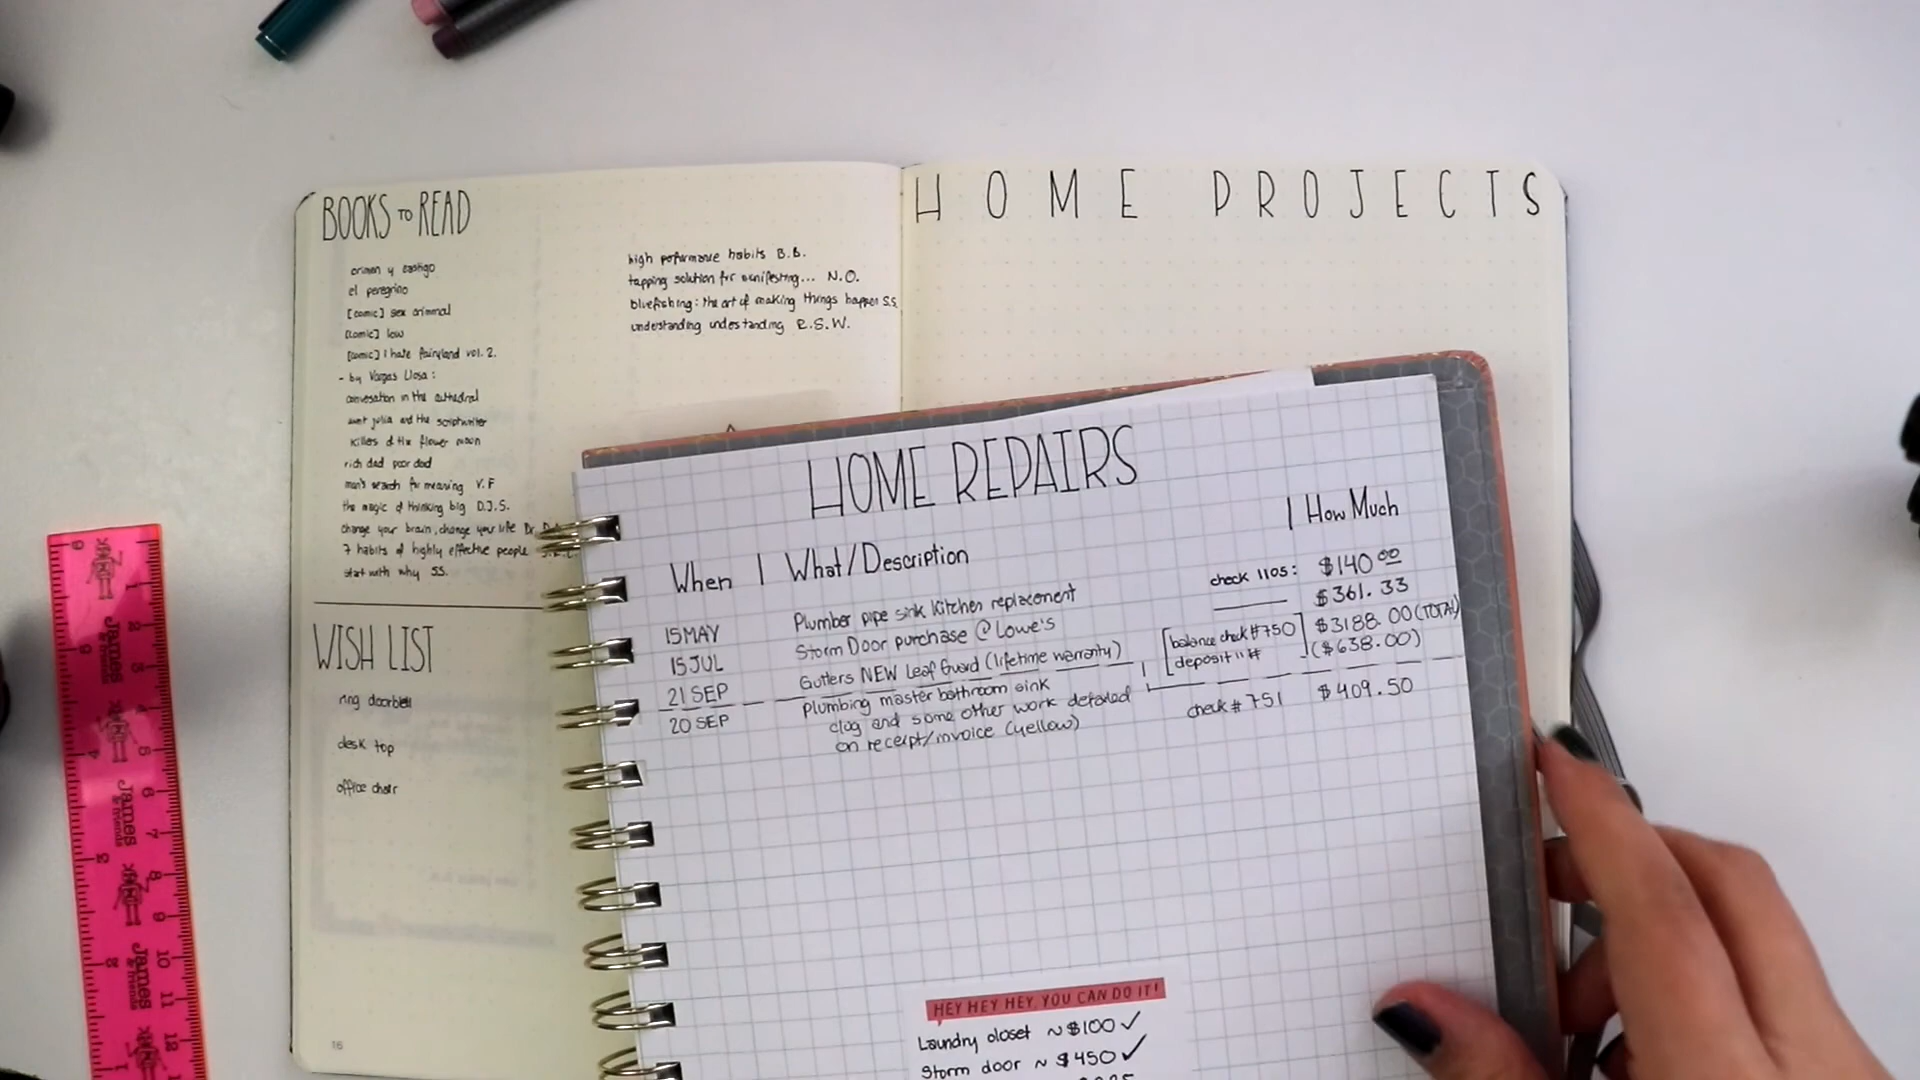 BOOKS TO READ
crimen y castigo
el peregrino
[comic] sex criminal
[comic] low
[comic] I hate fairyland vol. 2.
- by Vargas Llosa:
conversation in the cathedral
aunt julia and the scriptwriter
killers of the flower moon
rich dad poor dad
man's search for meaning V.F
the magic of thinking big D.J.S.
change your brain, change your life Dr.
7 habits of highly effective people
start with why SS.
high performance habits B.B.
tapping solution for manifesting... N.O.
bluefishing: the art of making things happen S.S.
understanding understanding R.S.W.
WISH LIST
ring doorbell
desk top
office chair
16
HOME PROJECTS
HOME REPAIRS
When | What/Description | How Much
15 MAY Plumber pipe sink kitchen replacement check 1105: $140.00
15 JUL Storm Door purchase @ Lowe's $361.33
21 SEP Gutters NEW Leaf Guard (lifetime warranty) [balance check #750] $3188.00 (TOTAL)
deposit " # ($638.00)
20 SEP Plumbing master bathroom sink check # 751 $409.50
clog and some other work detailed
on receipt/invoice (yellow)
HEY HEY HEY, YOU CAN DO IT!
Laundry closet ~$100 ✓
Storm door ~ $450 ✓
James
& friends
James
& friends
James
& friends